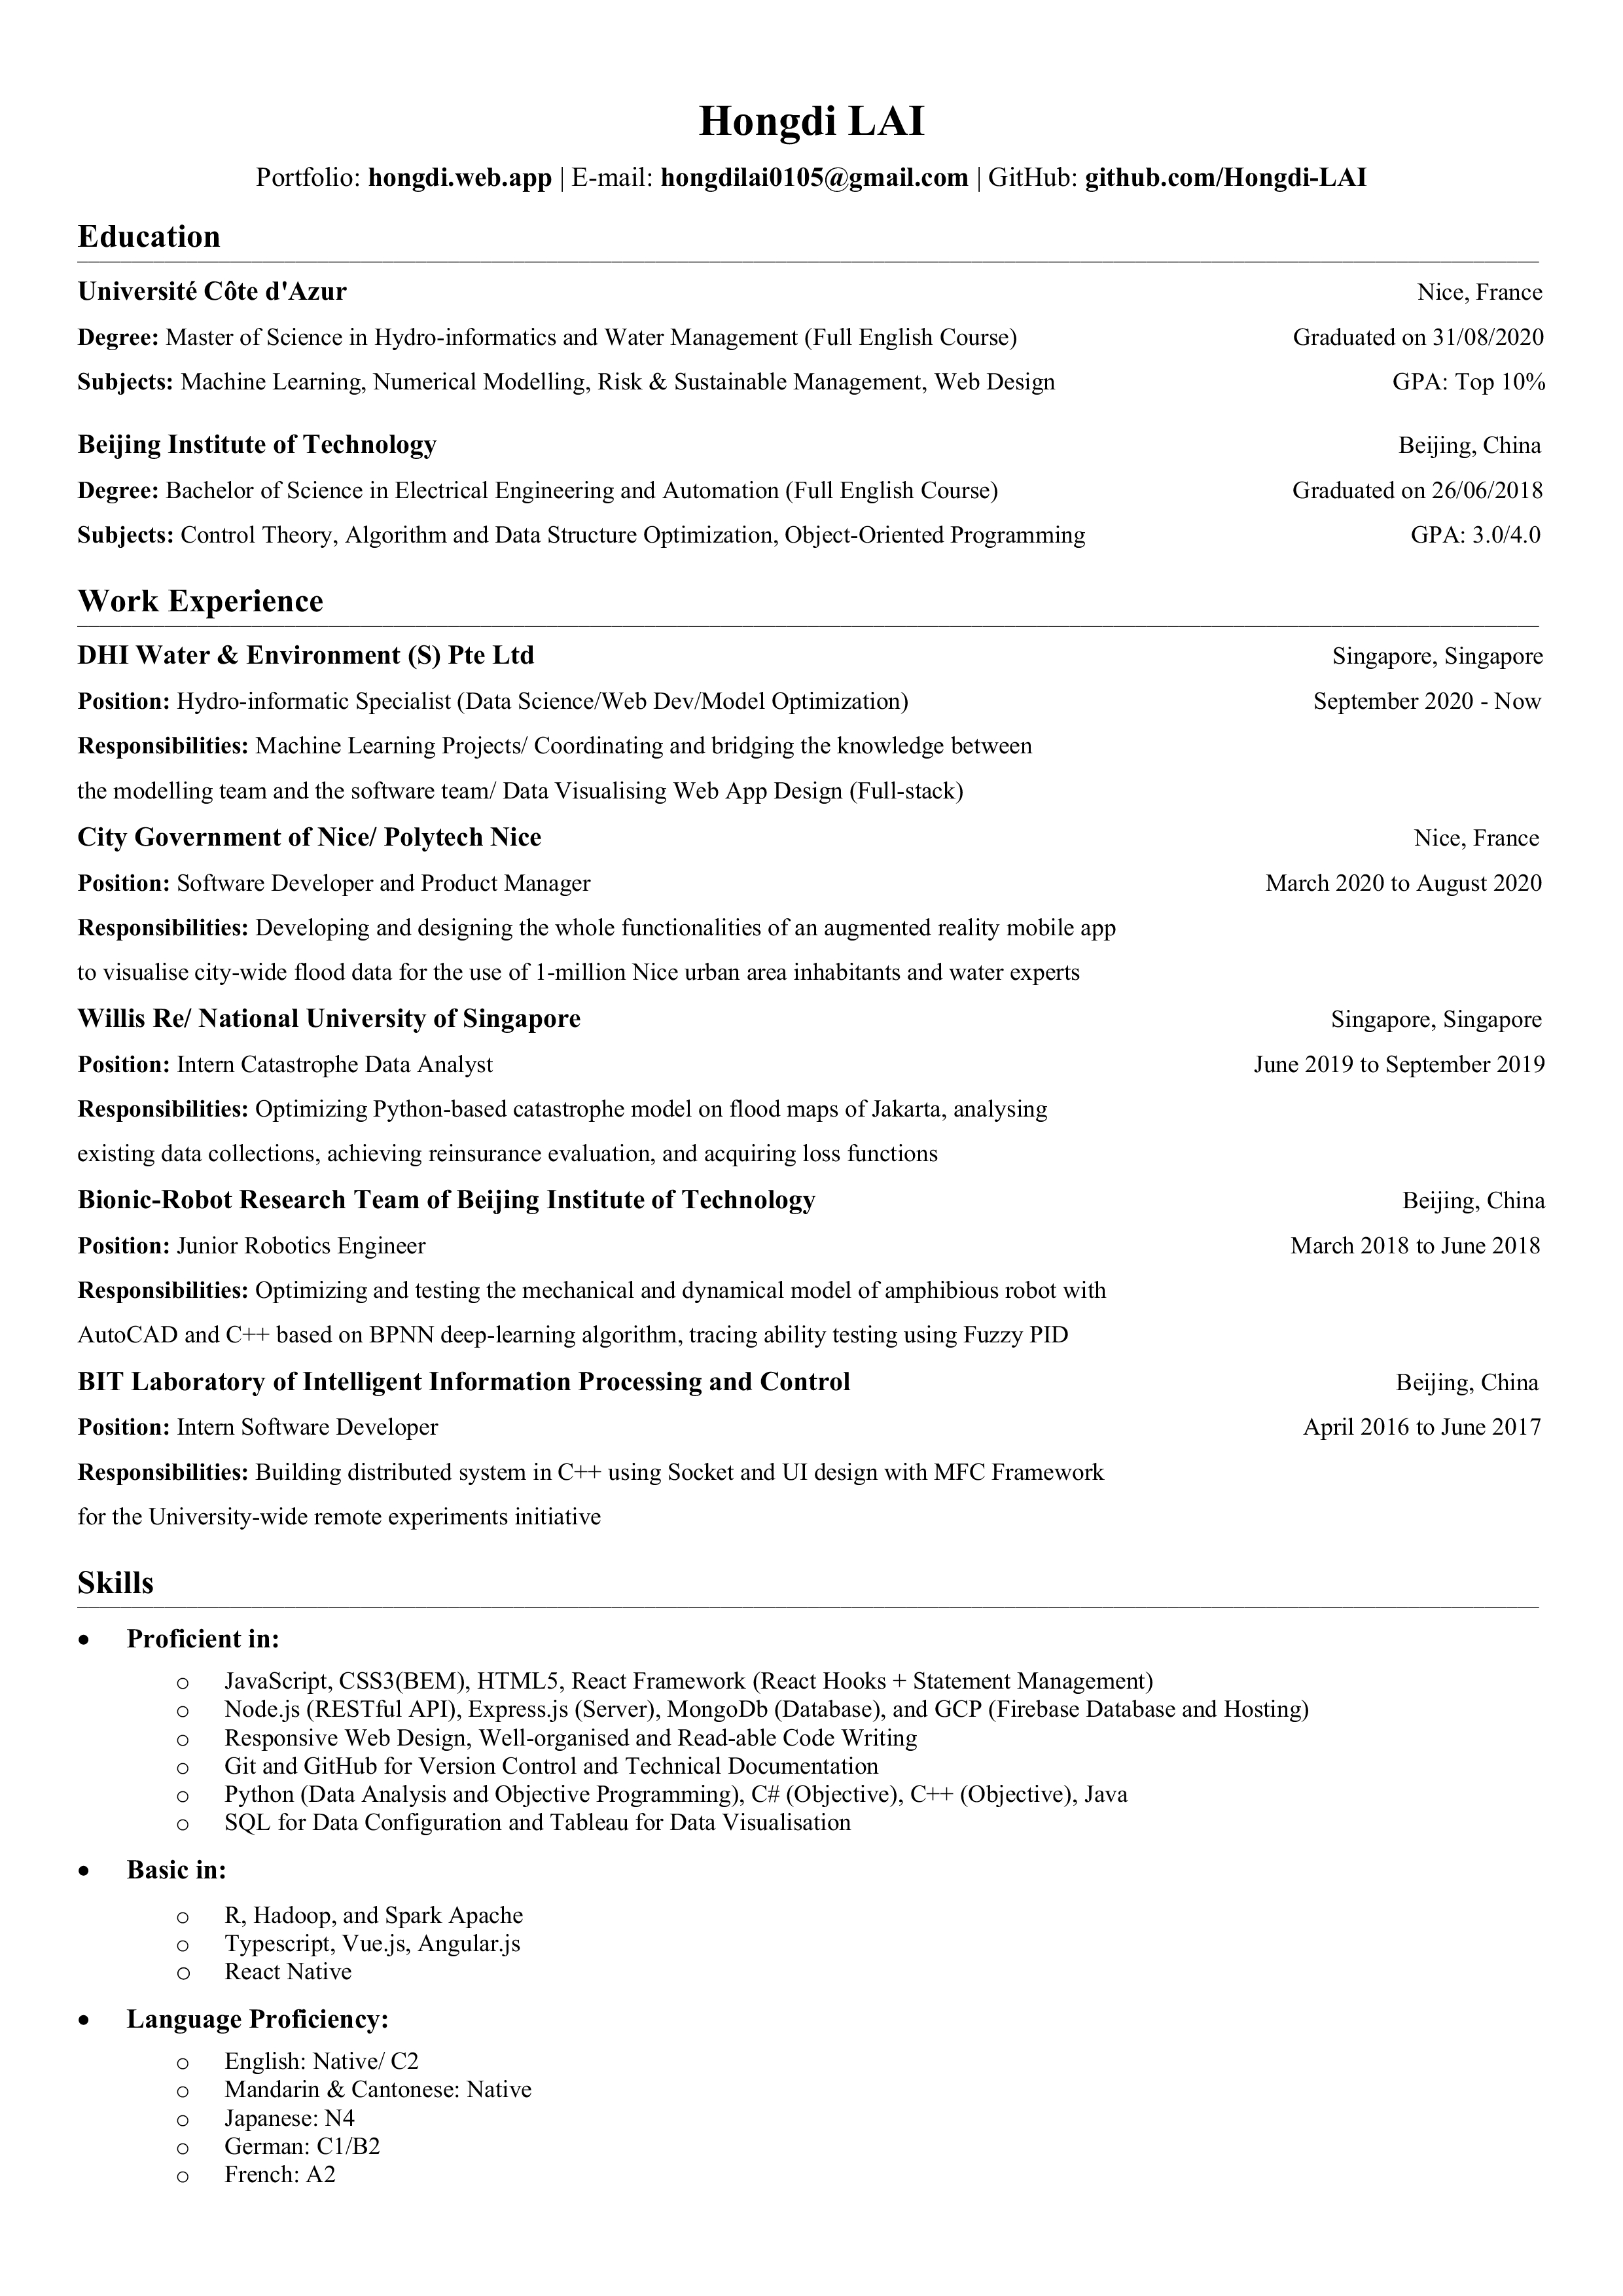 Hongdi LAI
Portfolio: hongdi.web.app | E-mail: hongdilai0105@gmail.com | GitHub: github.com/Hongdi-LAI
Education
Université Côte d'Azur Nice, France
Degree: Master of Science in Hydro-informatics and Water Management (Full English Course) Graduated on 31/08/2020
Subjects: Machine Learning, Numerical Modelling, Risk & Sustainable Management, Web Design GPA: Top 10%
Beijing Institute of Technology Beijing, China
Degree: Bachelor of Science in Electrical Engineering and Automation (Full English Course) Graduated on 26/06/2018
Subjects: Control Theory, Algorithm and Data Structure Optimization, Object-Oriented Programming GPA: 3.0/4.0
Work Experience
DHI Water & Environment (S) Pte Ltd Singapore, Singapore
Position: Hydro-informatic Specialist (Data Science/Web Dev/Model Optimization) September 2020 - Now
Responsibilities: Machine Learning Projects/ Coordinating and bridging the knowledge between
the modelling team and the software team/ Data Visualising Web App Design (Full-stack)
City Government of Nice/ Polytech Nice Nice, France
Position: Software Developer and Product Manager March 2020 to August 2020
Responsibilities: Developing and designing the whole functionalities of an augmented reality mobile app
to visualise city-wide flood data for the use of 1-million Nice urban area inhabitants and water experts
Willis Re/ National University of Singapore Singapore, Singapore
Position: Intern Catastrophe Data Analyst June 2019 to September 2019
Responsibilities: Optimizing Python-based catastrophe model on flood maps of Jakarta, analysing
existing data collections, achieving reinsurance evaluation, and acquiring loss functions
Bionic-Robot Research Team of Beijing Institute of Technology Beijing, China
Position: Junior Robotics Engineer March 2018 to June 2018
Responsibilities: Optimizing and testing the mechanical and dynamical model of amphibious robot with
AutoCAD and C++ based on BPNN deep-learning algorithm, tracing ability testing using Fuzzy PID
BIT Laboratory of Intelligent Information Processing and Control Beijing, China
Position: Intern Software Developer April 2016 to June 2017
Responsibilities: Building distributed system in C++ using Socket and UI design with MFC Framework
for the University-wide remote experiments initiative
Skills
• Proficient in:
o JavaScript, CSS3(BEM), HTML5, React Framework (React Hooks + Statement Management)
o Node.js (RESTful API), Express.js (Server), MongoDb (Database), and GCP (Firebase Database and Hosting)
o Responsive Web Design, Well-organised and Read-able Code Writing
o Git and GitHub for Version Control and Technical Documentation
o Python (Data Analysis and Objective Programming), C# (Objective), C++ (Objective), Java
o SQL for Data Configuration and Tableau for Data Visualisation
• Basic in:
o R, Hadoop, and Spark Apache
o Typescript, Vue.js, Angular.js
o React Native
• Language Proficiency:
o English: Native/ C2
o Mandarin & Cantonese: Native
o Japanese: N4
o German: C1/B2
o French: A2